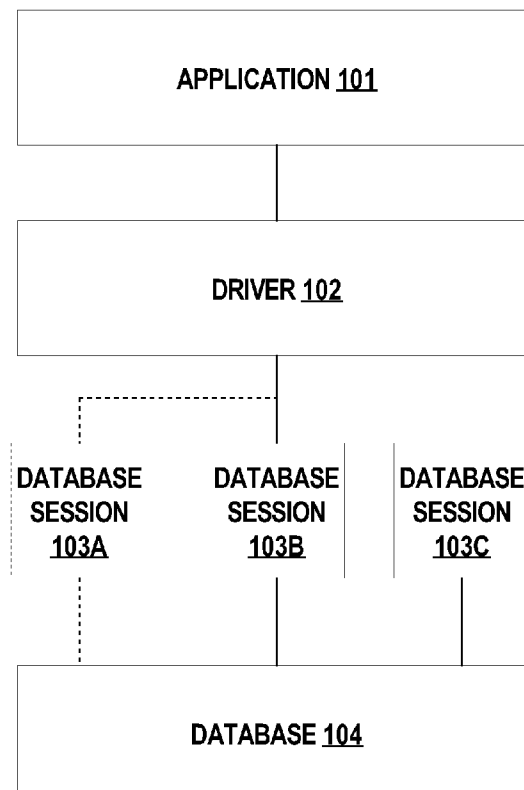 APPLICATION 101
DRIVER 102
DATABASE SESSION 103A
DATABASE SESSION 103B
DATABASE SESSION 103C
DATABASE 104